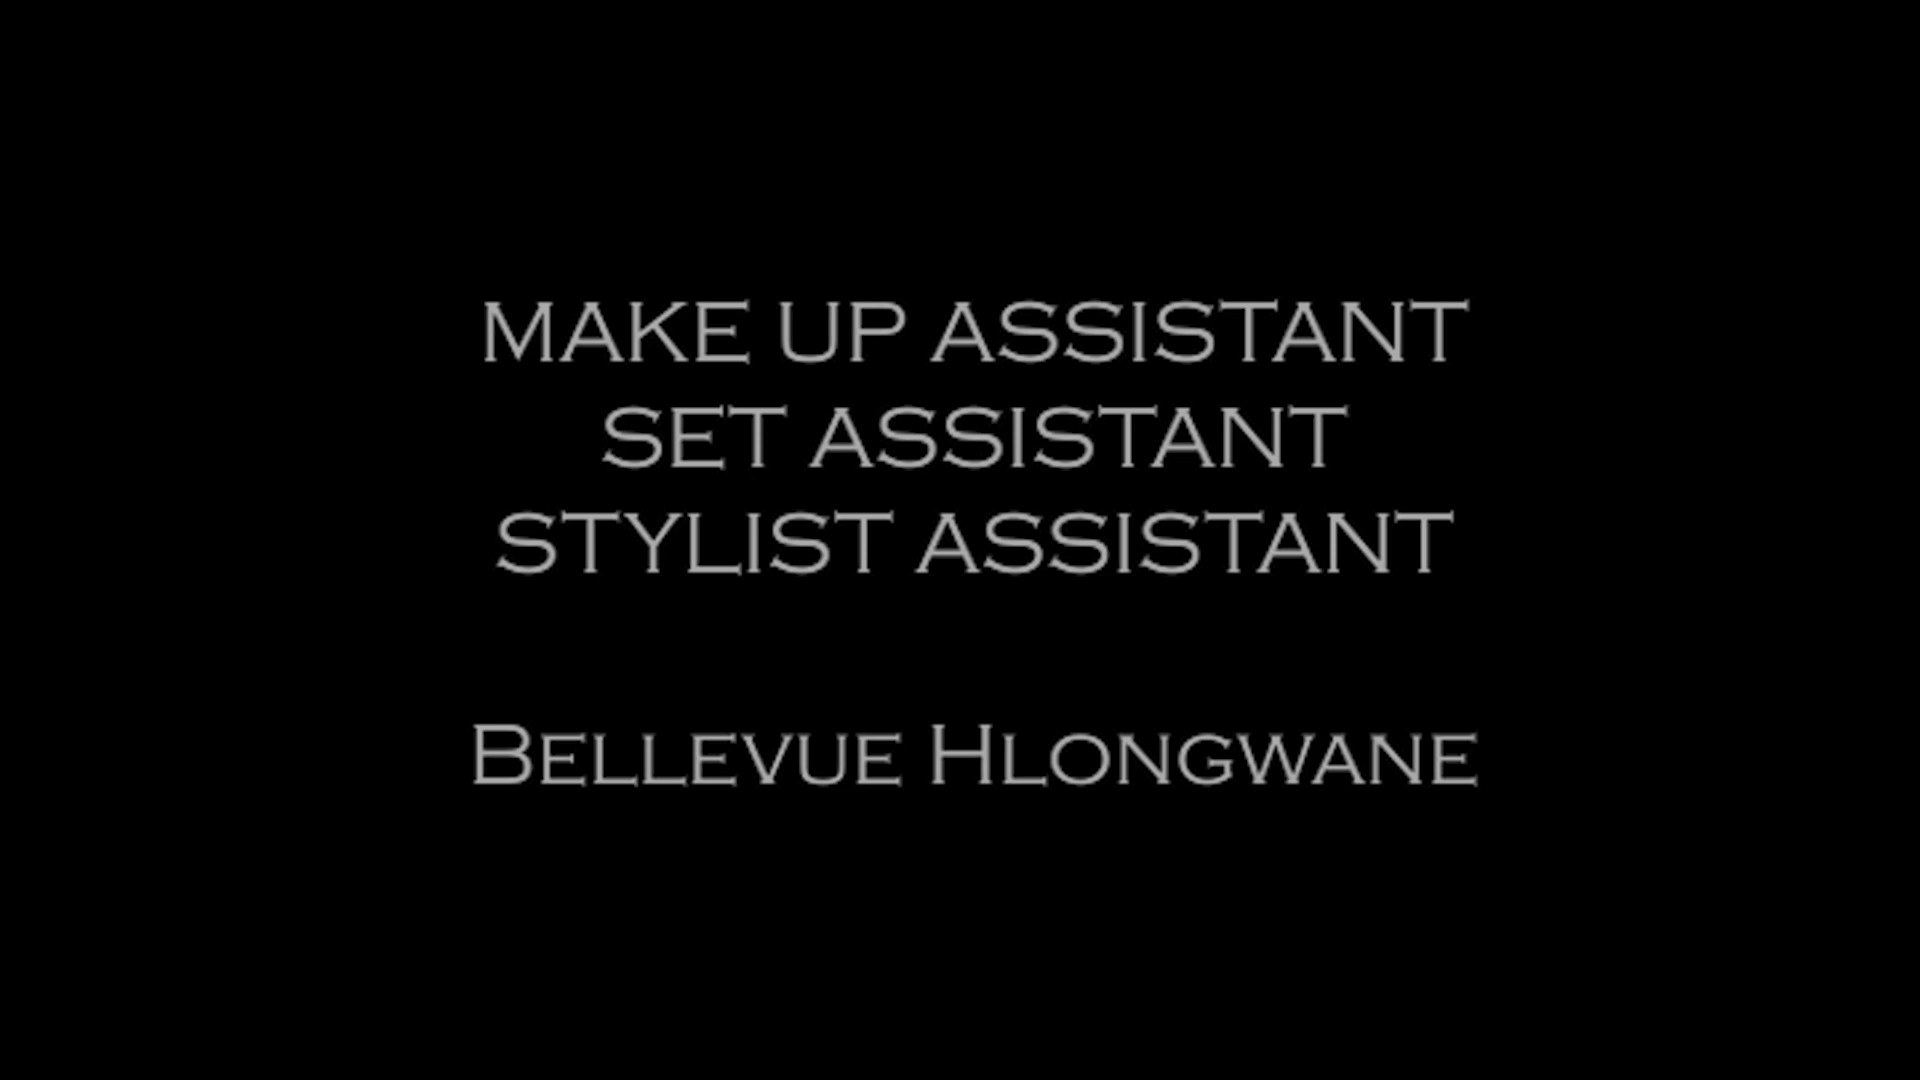 MAKE UP ASSISTANT
SET ASSISTANT
STYLIST ASSISTANT
BELLEVUE HLONGWANE